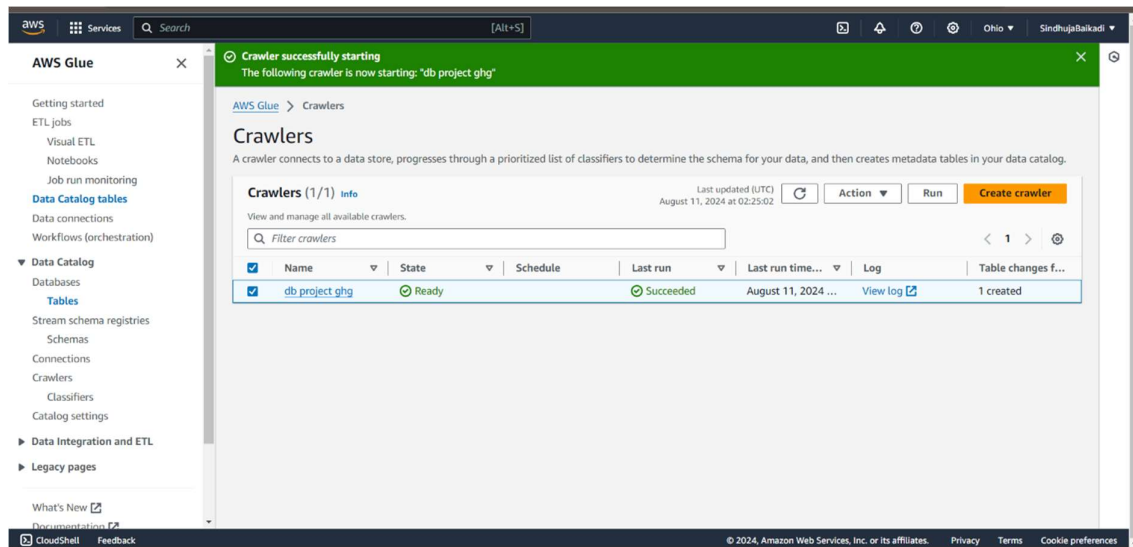 aws Services Search [Alt+S] Ohio ▼ SindhujaBaikadi ▼
AWS Glue
Getting started
ETL jobs
Visual ETL
Notebooks
Job run monitoring
Data Catalog tables
Data connections
Workflows (orchestration)
Data Catalog
Databases
Tables
Stream schema registries
Schemas
Connections
Crawlers
Classifiers
Catalog settings
Data Integration and ETL
Legacy pages
What's New
Documentation
Crawler successfully starting
The following crawler is now starting: "db project ghg"
AWS Glue > Crawlers
Crawlers
A crawler connects to a data store, progresses through a prioritized list of classifiers to determine the schema for your data, and then creates metadata tables in your data catalog.
Crawlers (1/1) Info
Last updated (UTC)
August 11, 2024 at 02:25:02
Action ▼ Run Create crawler
View and manage all available crawlers.
Filter crawlers
< 1 >
Name State Schedule Last run Last run time... Log Table changes f...
db project ghg Ready Succeeded August 11, 2024 ... View log 1 created
CloudShell Feedback © 2024, Amazon Web Services, Inc. or its affiliates. Privacy Terms Cookie preferences